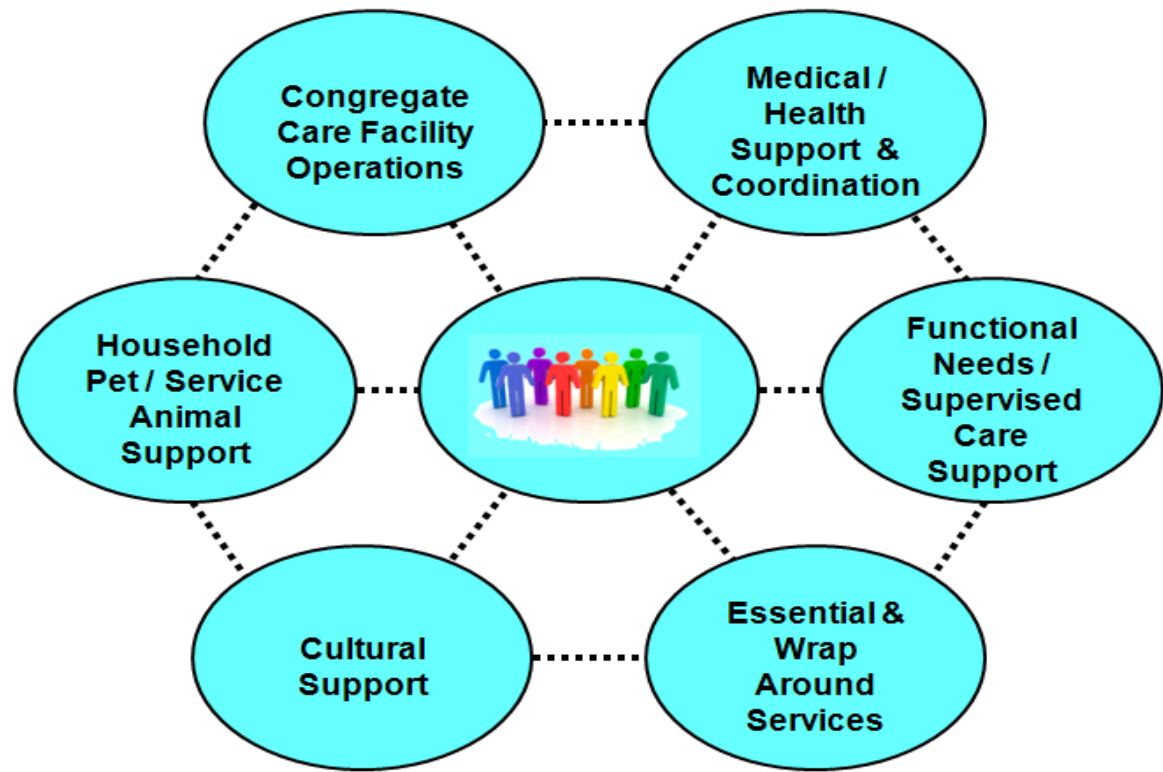 Congregate
Care Facility
Operations
Medical /
Health
Support &
Coordination
Household
Pet / Service
Animal
Support
Functional
Needs /
Supervised
Care
Support
Cultural
Support
Essential &
Wrap
Around
Services